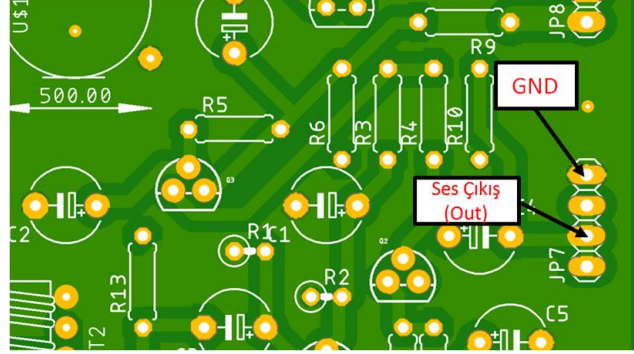 U$1
JP8
500.00
R9
GND
R5
R6
R3
R4
R10
Q3
Ses Çıkış
(Out)
C2
R1
C1
Q2
JP7
R13
R2
T2
C5